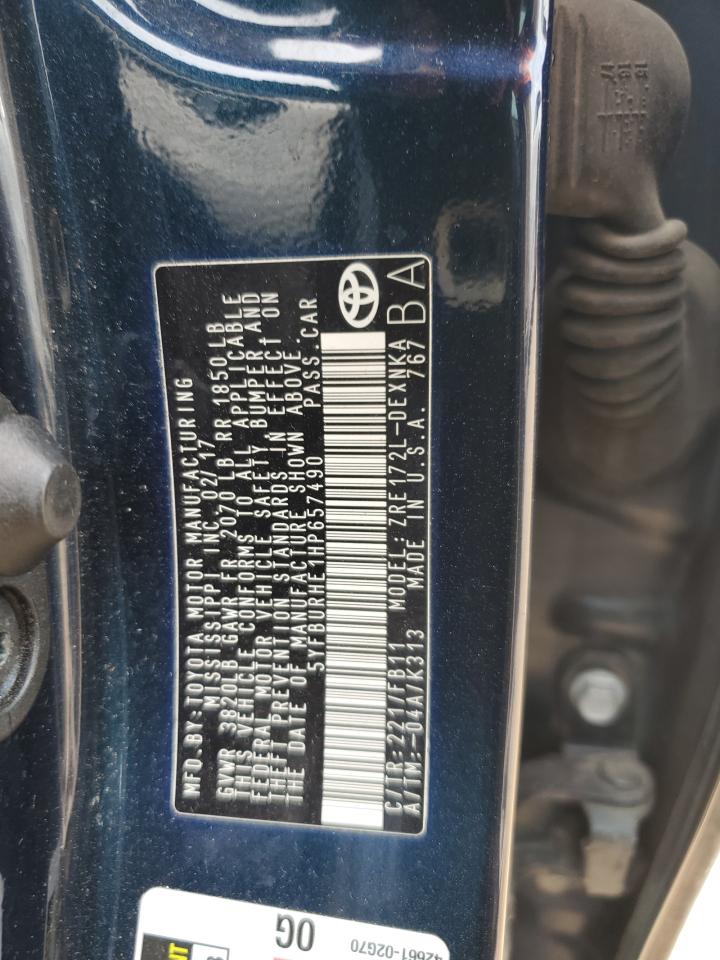 MFD.BY:TOYOTA MOTOR MANUFACTURING
MISSISSIPPI INC.02/17
GVWR 3820LB GAWR FR 2070 LB RR 1850 LB
THIS VEHICLE CONFORMS TO ALL APPLICABLE
FEDERAL MOTOR VEHICLE SAFETY, BUMPER, AND
THEFT PREVENTION STANDARDS IN EFFECT ON
THE DATE OF MANUFACTURE SHOWN ABOVE.
5YFBURHE1HP657490 PASS.CAR
C/TR:221/FB11 MODEL:ZRE172L-DEXNKA
A/TM:-04A/K313 MADE IN U.S.A. 767
BA
0G
42661-02G70